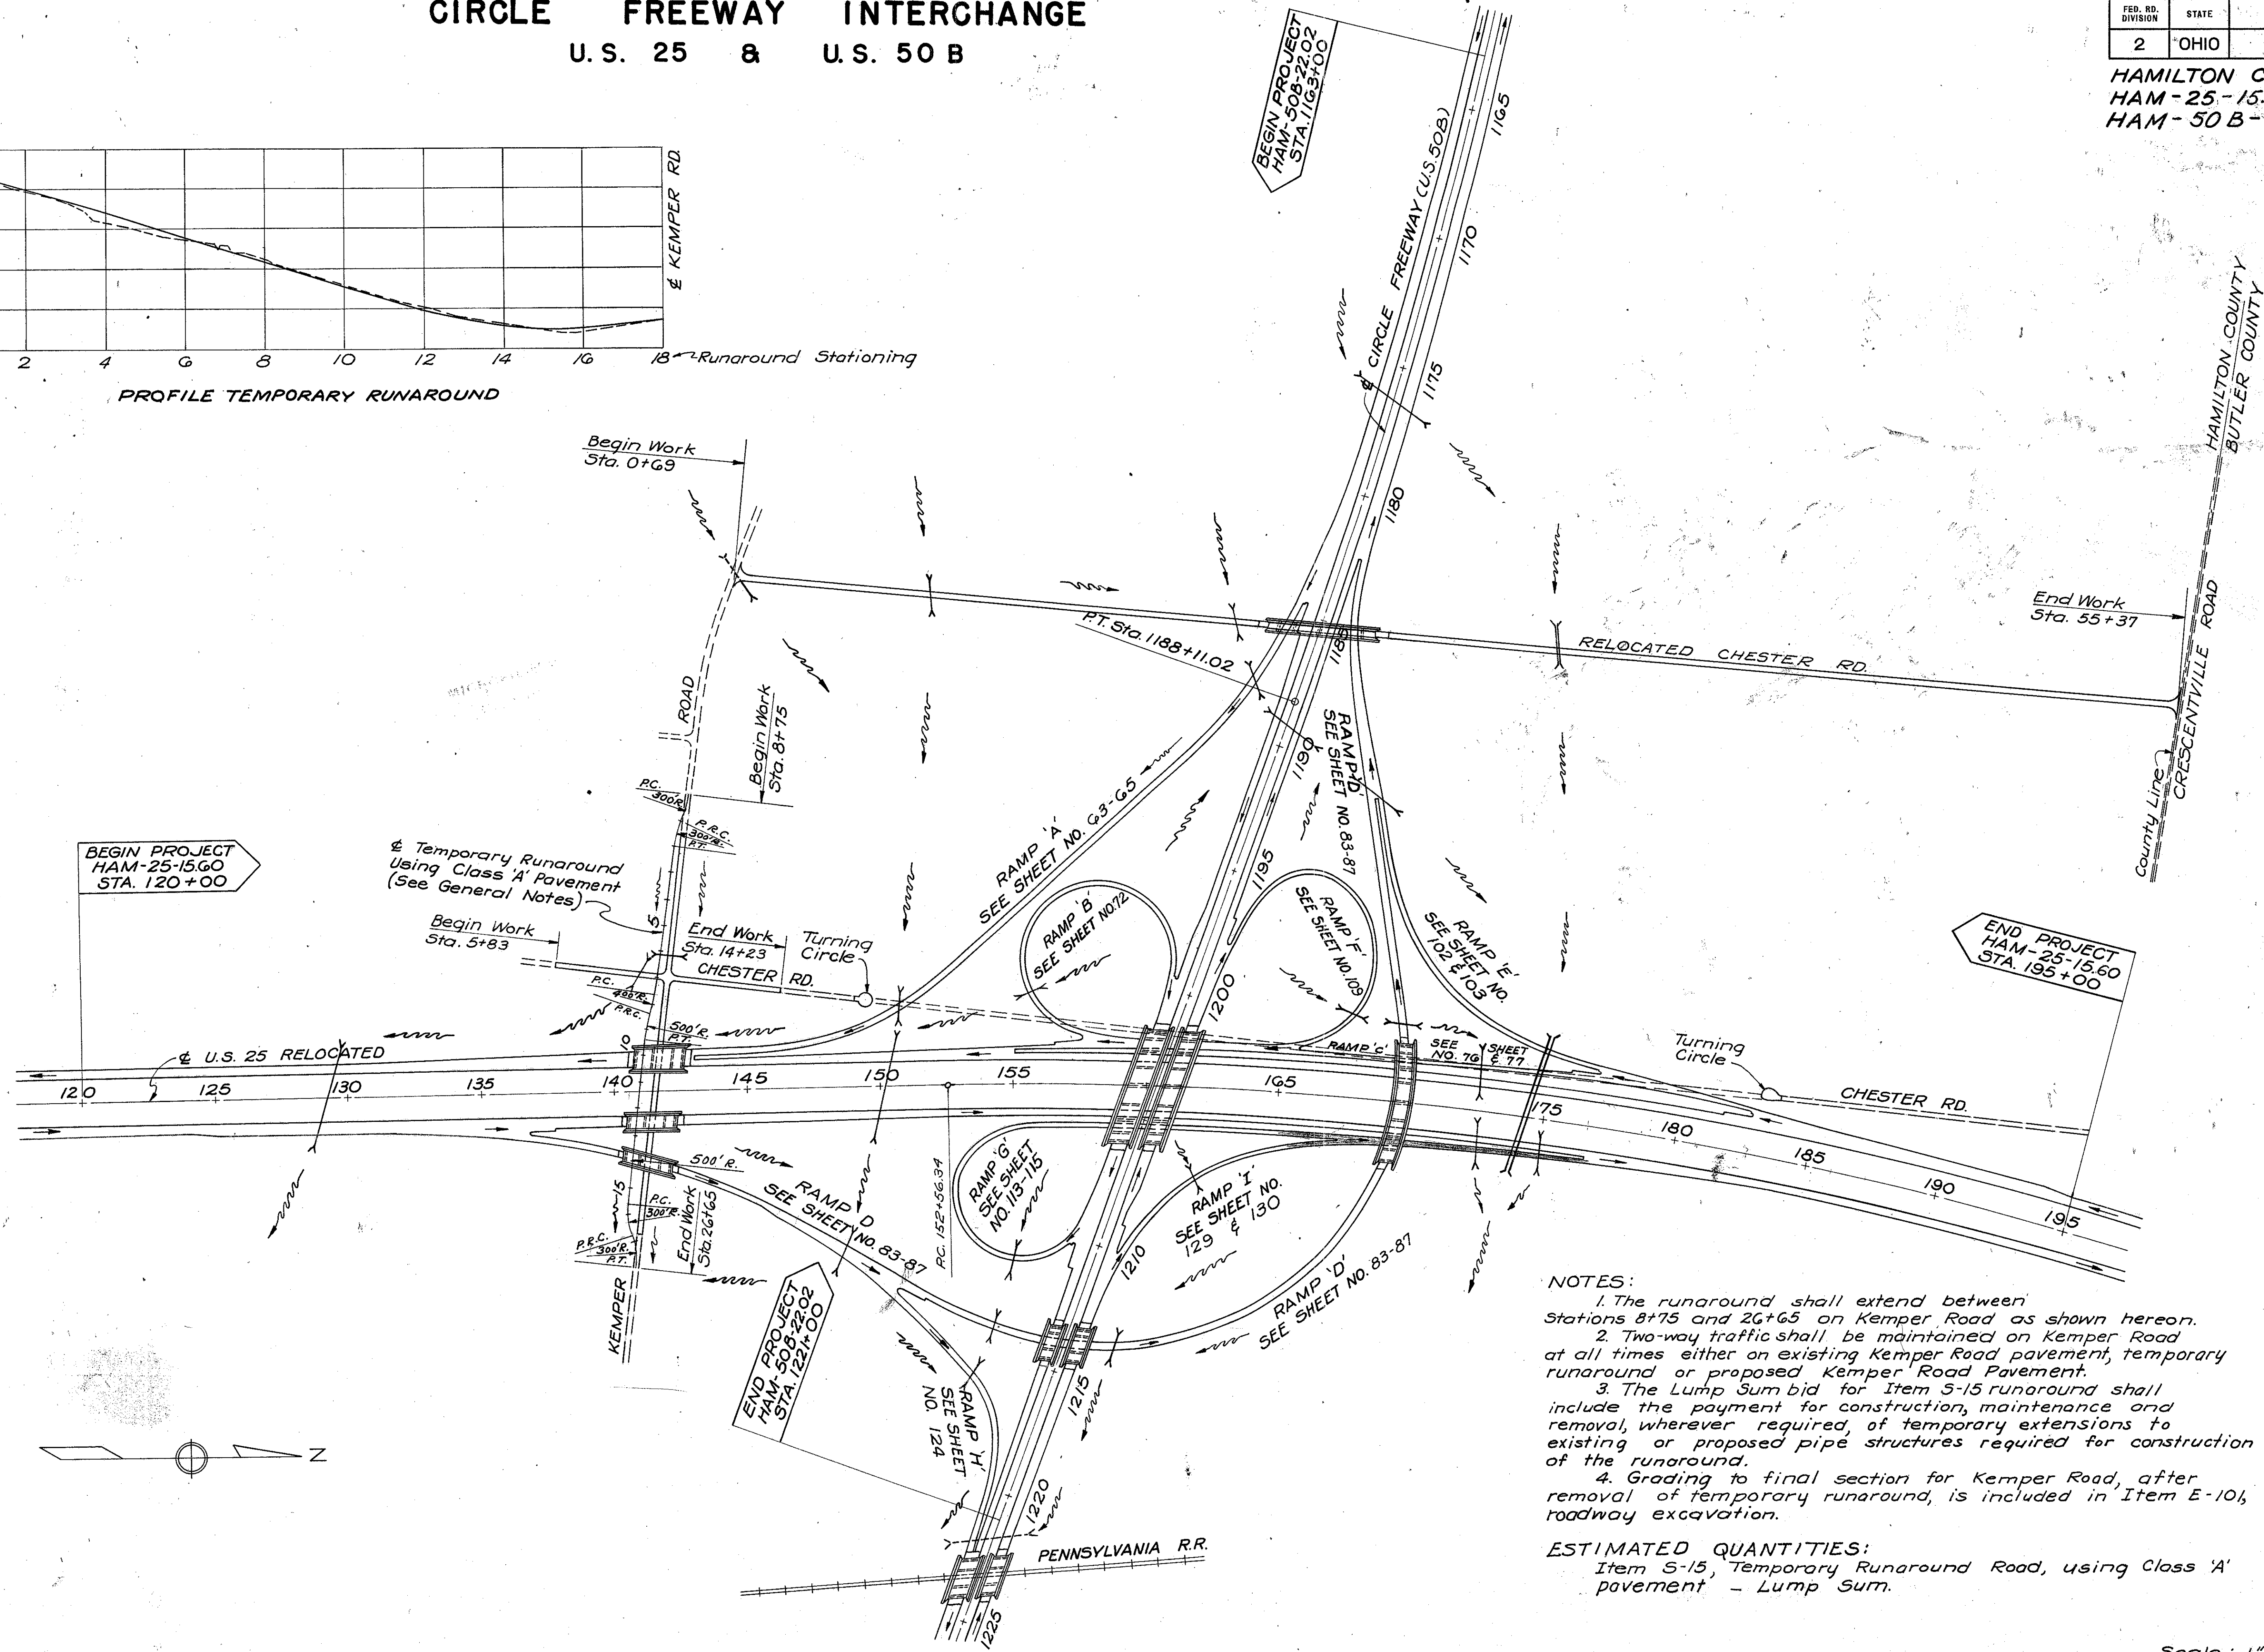 CIRCLE FREEWAY INTERCHANGE
U.S. 25 & U.S. 50 B
FED. RD. DIVISION
STATE
2
OHIO
HAMILTON C
HAM-25-15.
HAM-50 B-
BEGIN PROJECT
HAM-50B-22.02
STA. 1163+00
℄ KEMPER RD.
2 4 6 8 10 12 14 16 18
Runaround Stationing
PROFILE TEMPORARY RUNAROUND
℄ CIRCLE FREEWAY (U.S. 50B)
1165
1170
1175
1180
1190
1195
1200
1210
1215
1220
1225
HAMILTON COUNTY
BUTLER COUNTY
Begin Work
Sta. 0+69
P.T. Sta. 1188+11.02
RELOCATED CHESTER RD.
End Work
Sta. 55+37
CRESCENTVILLE ROAD
County Line
ROAD
Begin Work
Sta. 8+75
P.C.
300'R.
P.R.C.
300'R.
P.T.
BEGIN PROJECT
HAM-25-15.60
STA. 120+00
℄ Temporary Runaround
Using Class 'A' Pavement
(See General Notes)
5
Begin Work
Sta. 5+83
End Work
Sta. 14+23
Turning
Circle
CHESTER RD.
P.C.
400'R.
P.R.C.
500'R.
P.T.
10
RAMP 'A'
SEE SHEET NO. 63-65
RAMP 'B'
SEE SHEET NO.72
RAMP 'D'
SEE SHEET NO.83-87
RAMP 'F'
SEE SHEET NO.109
RAMP 'E'
SEE SHEET NO.
102 & 103
END PROJECT
HAM-25-15.60
STA. 195+00
RAMP 'C'
SEE SHEET
NO. 76 & 77
Turning
Circle
CHESTER RD.
℄ U.S. 25 RELOCATED
120 125 130 135 140 145 150 155 165 175 180 185 190 195
500'R.
15
P.C.
300'R.
P.R.C.
300'R.
P.T.
End Work
Sta.26+65
KEMPER
RAMP D
SEE SHEET NO. 83-87
P.C. 152+56.34
RAMP 'G'
SEE SHEET
NO. 113-115
RAMP 'I'
SEE SHEET NO.
129 & 130
RAMP 'D'
SEE SHEET NO. 83-87
END PROJECT
HAM-50B-22.02
STA. 1221+00
RAMP 'H'
SEE SHEET
NO. 124
PENNSYLVANIA R.R.
N
NOTES:
1. The runaround shall extend between
Stations 8+75 and 26+65 on Kemper Road as shown hereon.
2. Two-way traffic shall be maintained on Kemper Road
at all times either on existing Kemper Road pavement, temporary
runaround or proposed Kemper Road Pavement.
3. The Lump Sum bid for Item S-15 runaround shall
include the payment for construction, maintenance and
removal, wherever required, of temporary extensions to
existing or proposed pipe structures required for construction
of the runaround.
4. Grading to final section for Kemper Road, after
removal of temporary runaround, is included in Item E-101,
roadway excavation.
ESTIMATED QUANTITIES:
Item S-15, Temporary Runaround Road, using Class 'A'
pavement - Lump Sum.